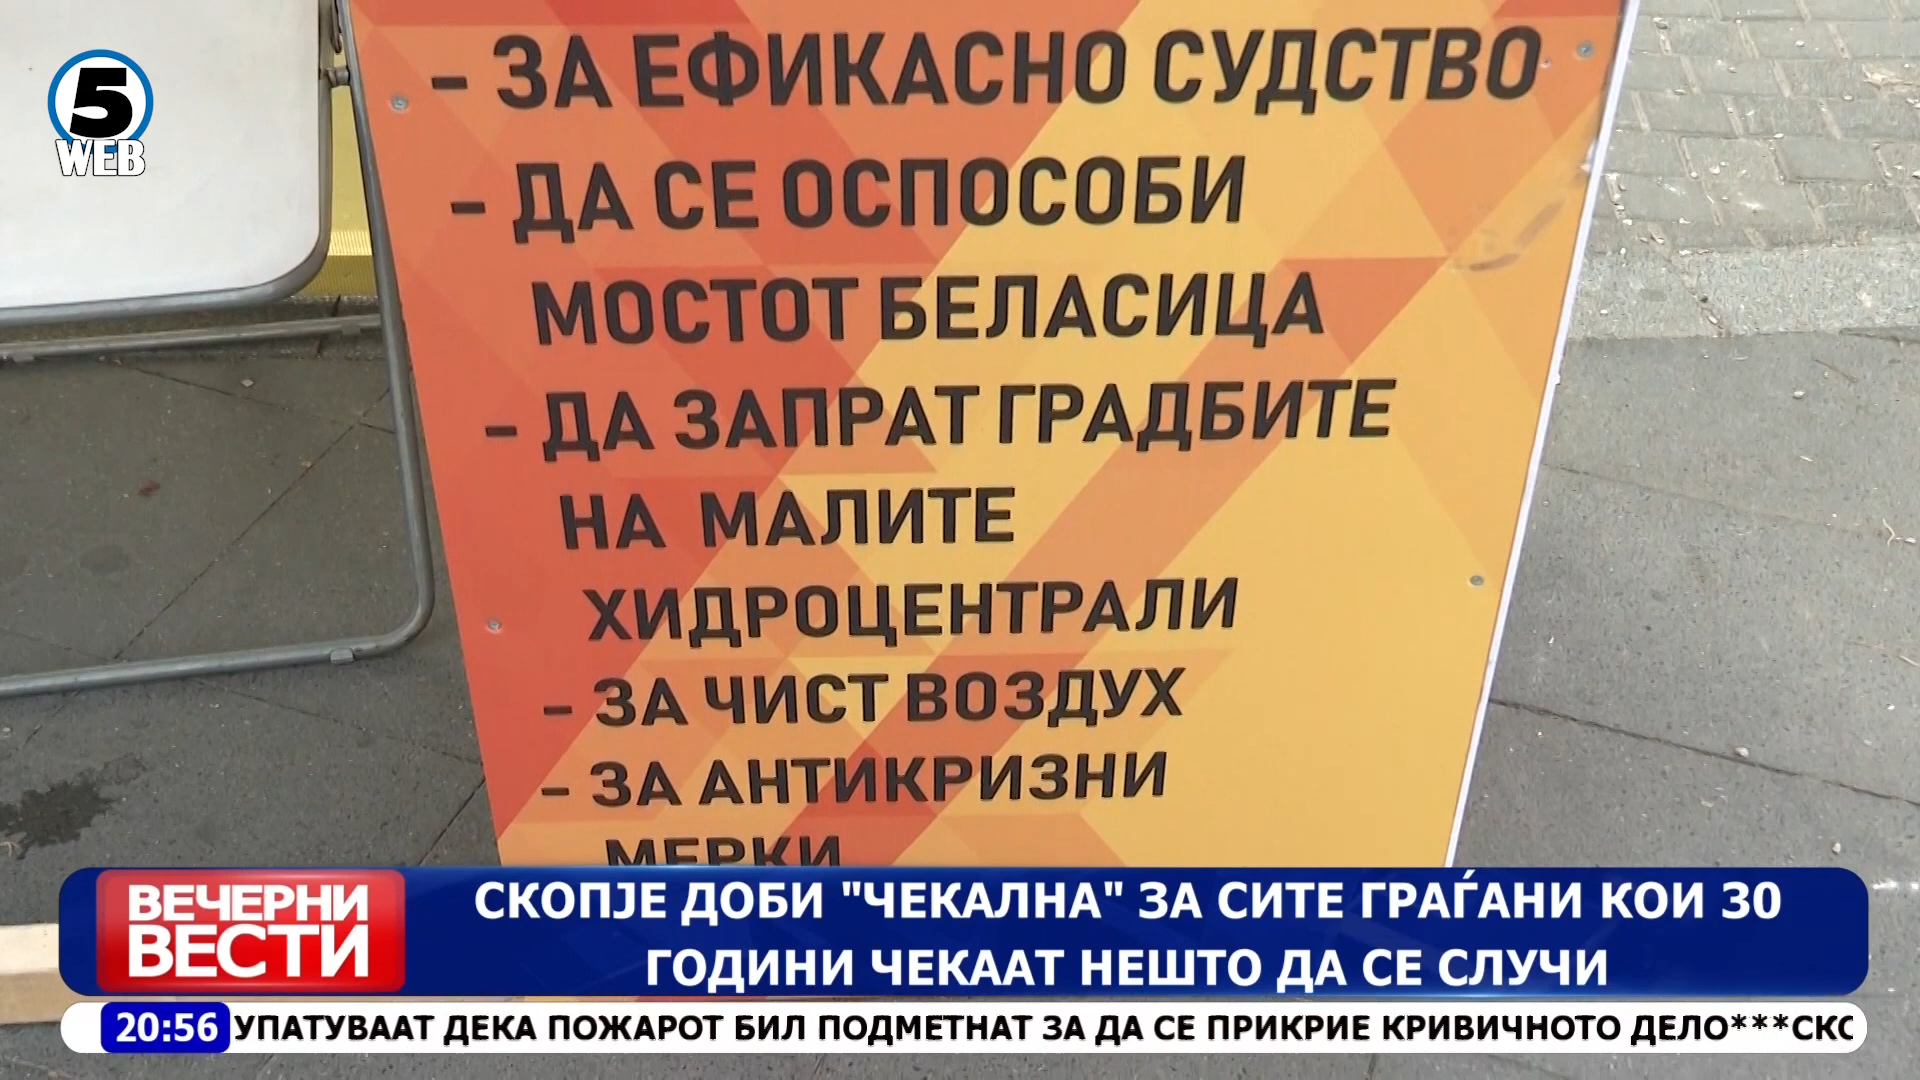 5
WEB
- ЗА ЕФИКАСНО СУДСТВО
- ДА СЕ ОСПОСОБИ
МОСТОТ БЕЛАСИЦА
- ДА ЗАПРАТ ГРАДБИТЕ
НА МАЛИТЕ
ХИДРОЦЕНТРАЛИ
- ЗА ЧИСТ ВОЗДУХ
- ЗА АНТИКРИЗНИ
МЕРКИ
ВЕЧЕРНИ
ВЕСТИ
СКОПЈЕ ДОБИ "ЧЕКАЛНА" ЗА СИТЕ ГРАЃАНИ КОИ 30
ГОДИНИ ЧЕКААТ НЕШТО ДА СЕ СЛУЧИ
20:56 УПАТУВААТ ДЕКА ПОЖАРОТ БИЛ ПОДМЕТНАТ ЗА ДА СЕ ПРИКРИЕ КРИВИЧНОТО ДЕЛО***СКО